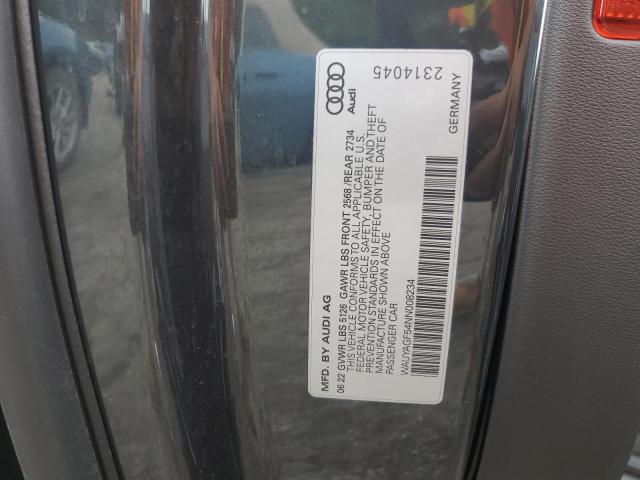 MFD. BY AUDI AG
06 22 GVWR LBS 5126 GAWR LBS FRONT 2568 /REAR 2734
THIS VEHICLE CONFORMS TO ALL APPLICABLE U.S.
FEDERAL MOTOR VEHICLE SAFETY, BUMPER AND THEFT
PREVENTION STANDARDS IN EFFECT ON THE DATE OF
MANUFACTURE SHOWN ABOVE
PASSENGER CAR
WAUYAGF54NN008234
Audi
2314045
GERMANY